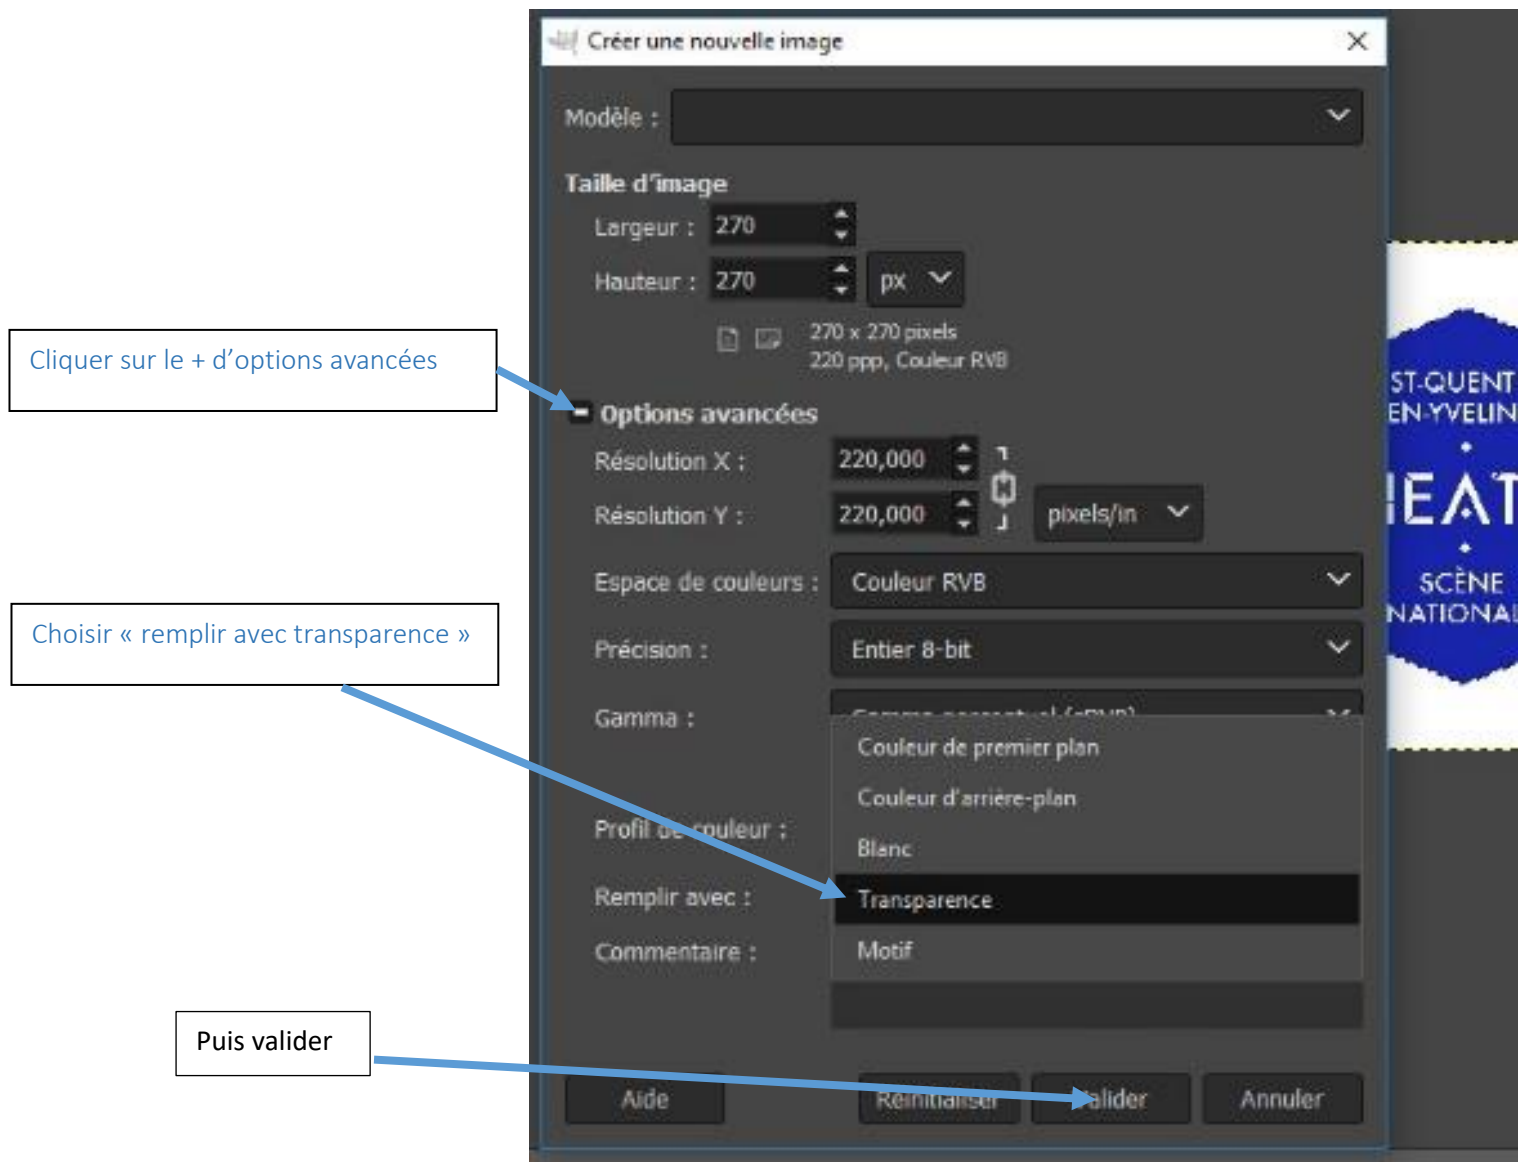 Créer une nouvelle image
Modèle :
Taille d'image
Largeur : 270
Hauteur : 270 px
270 x 270 pixels
220 ppp, Couleur RVB
Cliquer sur le + d’options avancées
Options avancées
Résolution X : 220,000
Résolution Y : 220,000 pixels/in
Espace de couleurs : Couleur RVB
Choisir « remplir avec transparence »
Précision : Entier 8-bit
Gamma :
Couleur de premier plan
Couleur d'arrière-plan
Profil de couleur :
Blanc
Remplir avec : Transparence
Commentaire : Motif
Puis valider
Aide Réinitialiser Valider Annuler
ST-QUENT
EN-YVELIN
HEAT
SCÈNE
NATIONAL